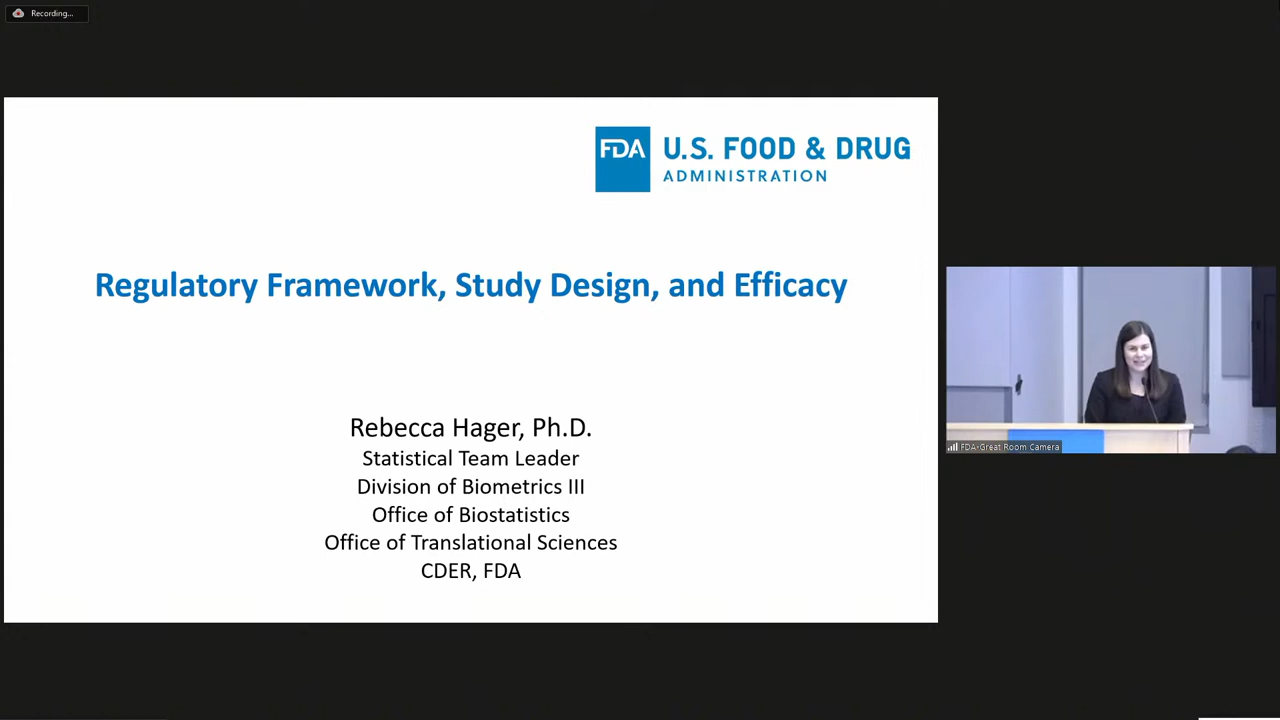 Recording...
FDA
U.S. FOOD & DRUG
ADMINISTRATION
Regulatory Framework, Study Design, and Efficacy
Rebecca Hager, Ph.D.
Statistical Team Leader
Division of Biometrics III
Office of Biostatistics
Office of Translational Sciences
CDER, FDA
FDA-Great Room Camera